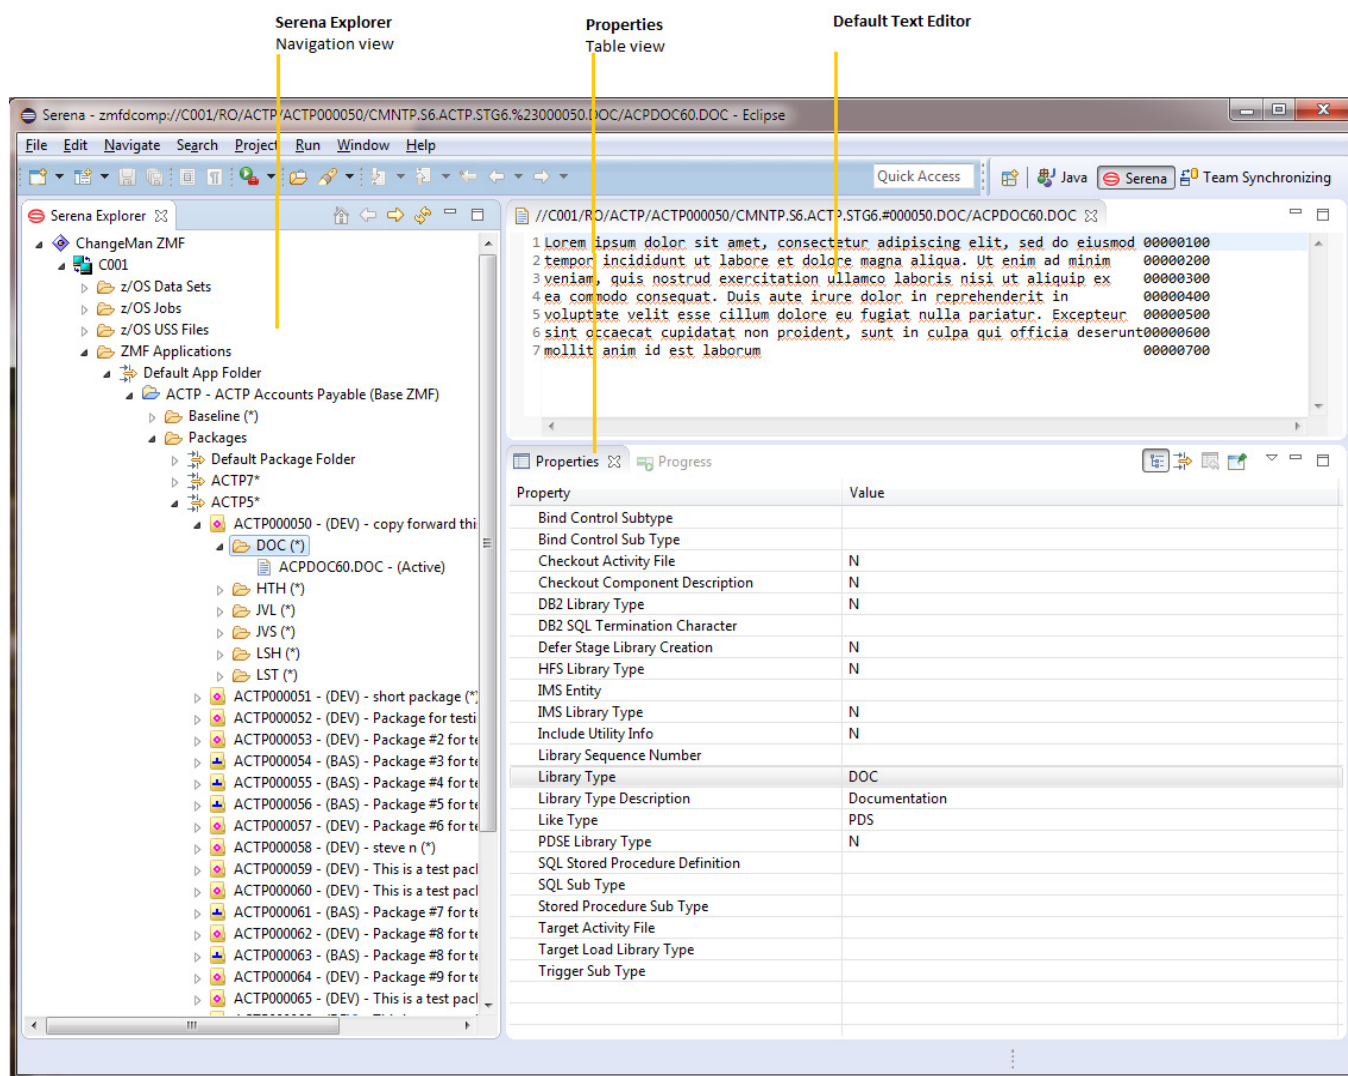 Serena Explorer
Navigation view
Properties
Table view
Default Text Editor
Serena - zmfdcomp://C001/RO/ACTP/ACTP000050/CMNTP.S6.ACTP.STG6.%23000050.DOC/ACPDOC60.DOC - Eclipse
File Edit Navigate Search Project Run Window Help
Quick Access Java Serena Team Synchronizing
Serena Explorer
ChangeMan ZMF
C001
z/OS Data Sets
z/OS Jobs
z/OS USS Files
ZMF Applications
Default App Folder
ACTP - ACTP Accounts Payable (Base ZMF)
Baseline (*)
Packages
Default Package Folder
ACTP7*
ACTP5*
ACTP000050 - (DEV) - copy forward thi
DOC (*)
ACPDOC60.DOC - (Active)
HTH (*)
JVL (*)
JVS (*)
LSH (*)
LST (*)
ACTP000051 - (DEV) - short package (*)
ACTP000052 - (DEV) - Package for testi
ACTP000053 - (DEV) - Package #2 for te
ACTP000054 - (BAS) - Package #3 for te
ACTP000055 - (BAS) - Package #4 for te
ACTP000056 - (BAS) - Package #5 for te
ACTP000057 - (DEV) - Package #6 for te
ACTP000058 - (DEV) - steve n (*)
ACTP000059 - (DEV) - This is a test pacl
ACTP000060 - (DEV) - This is a test pacl
ACTP000061 - (BAS) - Package #7 for te
ACTP000062 - (DEV) - Package #8 for te
ACTP000063 - (BAS) - Package #8 for te
ACTP000064 - (DEV) - Package #9 for te
ACTP000065 - (DEV) - This is a test pacl
//C001/RO/ACTP/ACTP000050/CMNTP.S6.ACTP.STG6.#000050.DOC/ACPDOC60.DOC
1 Lorem ipsum dolor sit amet, consectetur adipiscing elit, sed do eiusmod 00000100
2 tempor incididunt ut labore et dolore magna aliqua. Ut enim ad minim 00000200
3 veniam, quis nostrud exercitation ullamco laboris nisi ut aliquip ex 00000300
4 ea commodo consequat. Duis aute irure dolor in reprehenderit in 00000400
5 voluptate velit esse cillum dolore eu fugiat nulla pariatur. Excepteur 00000500
6 sint occaecat cupidatat non proident, sunt in culpa qui officia deserunt00000600
7 mollit anim id est laborum 00000700
Properties Progress
Property Value
Bind Control Subtype
Bind Control Sub Type
Checkout Activity File N
Checkout Component Description N
DB2 Library Type N
DB2 SQL Termination Character
Defer Stage Library Creation N
HFS Library Type N
IMS Entity
IMS Library Type N
Include Utility Info N
Library Sequence Number
Library Type DOC
Library Type Description Documentation
Like Type PDS
PDSE Library Type N
SQL Stored Procedure Definition
SQL Sub Type
Stored Procedure Sub Type
Target Activity File
Target Load Library Type
Trigger Sub Type